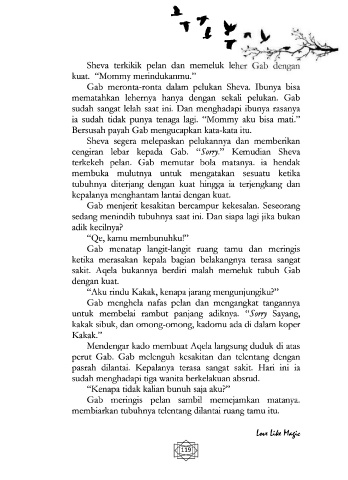 Sheva terkikik pelan dan memeluk leher Gab dengan
kuat. “Mommy merindukanmu.”
Gab meronta-ronta dalam pelukan Sheva. Ibunya bisa
mematahkan lehernya hanya dengan sekali pelukan. Gab
sudah sangat lelah saat ini. Dan menghadapi ibunya rasanya
ia sudah tidak punya tenaga lagi. “Mommy aku bisa mati.”
Bersusah payah Gab mengucapkan kata-kata itu.
Sheva segera melepaskan pelukannya dan memberikan
cengiran lebar kepada Gab. “Sorry.” Kemudian Sheva
terkekeh pelan. Gab memutar bola matanya. ia hendak
membuka mulutnya untuk mengatakan sesuatu ketika
tubuhnya diterjang dengan kuat hingga ia terjengkang dan
kepalanya menghantam lantai dengan kuat.
Gab menjerit kesakitan bercampur kekesalan. Seseorang
sedang menindih tubuhnya saat ini. Dan siapa lagi jika bukan
adik kecilnya?
“Qe, kamu membunuhku!”
Gab menatap langit-langit ruang tamu dan meringis
ketika merasakan kepala bagian belakangnya terasa sangat
sakit. Aqela bukannya berdiri malah memeluk tubuh Gab
dengan kuat.
“Aku rindu Kakak, kenapa jarang mengunjungiku?”
Gab menghela nafas pelan dan mengangkat tangannya
untuk membelai rambut panjang adiknya. “Sorry Sayang,
kakak sibuk, dan omong-omong, kadomu ada di dalam koper
Kakak.”
Mendengar kado membuat Aqela langsung duduk di atas
perut Gab. Gab melenguh kesakitan dan telentang dengan
pasrah dilantai. Kepalanya terasa sangat sakit. Hari ini ia
sudah menghadapi tiga wanita berkelakuan absrud.
“Kenapa tidak kalian bunuh saja aku?”
Gab meringis pelan sambil memejamkan matanya.
membiarkan tubuhnya telentang dilantai ruang tamu itu.
Love Like Magic
119